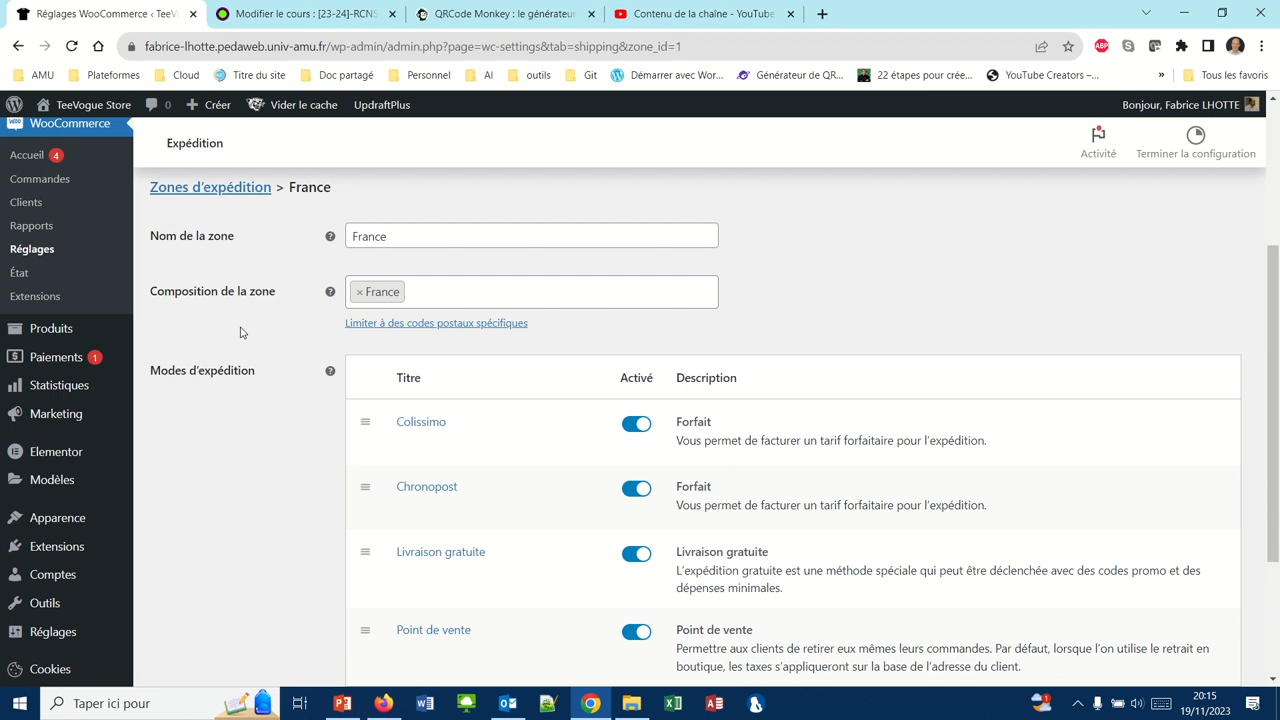 Réglages WooCommerce ‹ TeeV
Modifier le cours : [23-24]-RCNS
QRCode Monkey : le générateur
Contenu de la chaîne - YouTube
fabrice-lhotte.pedaweb.univ-amu.fr/wp-admin/admin.php?page=wc-settings&tab=shipping&zone_id=1
AMU
Plateformes
Cloud
Titre du site
Doc partagé
Personnel
AI
outils
Git
Démarrer avec Wor...
Générateur de QR...
22 étapes pour crée...
YouTube Creators –...
»
Tous les favoris
TeeVogue Store
0
Créer
Vider le cache
UpdraftPlus
Bonjour, Fabrice LHOTTE
WooCommerce
Accueil 4
Commandes
Clients
Rapports
Réglages
État
Extensions
Produits
Paiements 1
Statistiques
Marketing
Elementor
Modèles
Apparence
Extensions
Comptes
Outils
Réglages
Cookies
Expédition
Activité
Terminer la configuration
Zones d’expédition > France
Nom de la zone
France
Composition de la zone
× France
Limiter à des codes postaux spécifiques
Modes d’expédition
Titre
Activé
Description
Colissimo
Forfait
Vous permet de facturer un tarif forfaitaire pour l’expédition.
Chronopost
Forfait
Vous permet de facturer un tarif forfaitaire pour l’expédition.
Livraison gratuite
Livraison gratuite
L’expédition gratuite est une méthode spéciale qui peut être déclenchée avec des codes promo et des
dépenses minimales.
Point de vente
Point de vente
Permettre aux clients de retirer eux mêmes leurs commandes. Par défaut, lorsque l’on utilise le retrait en
boutique, les taxes s’appliqueront sur la base de l’adresse du client.
Taper ici pour
20:15
19/11/2023